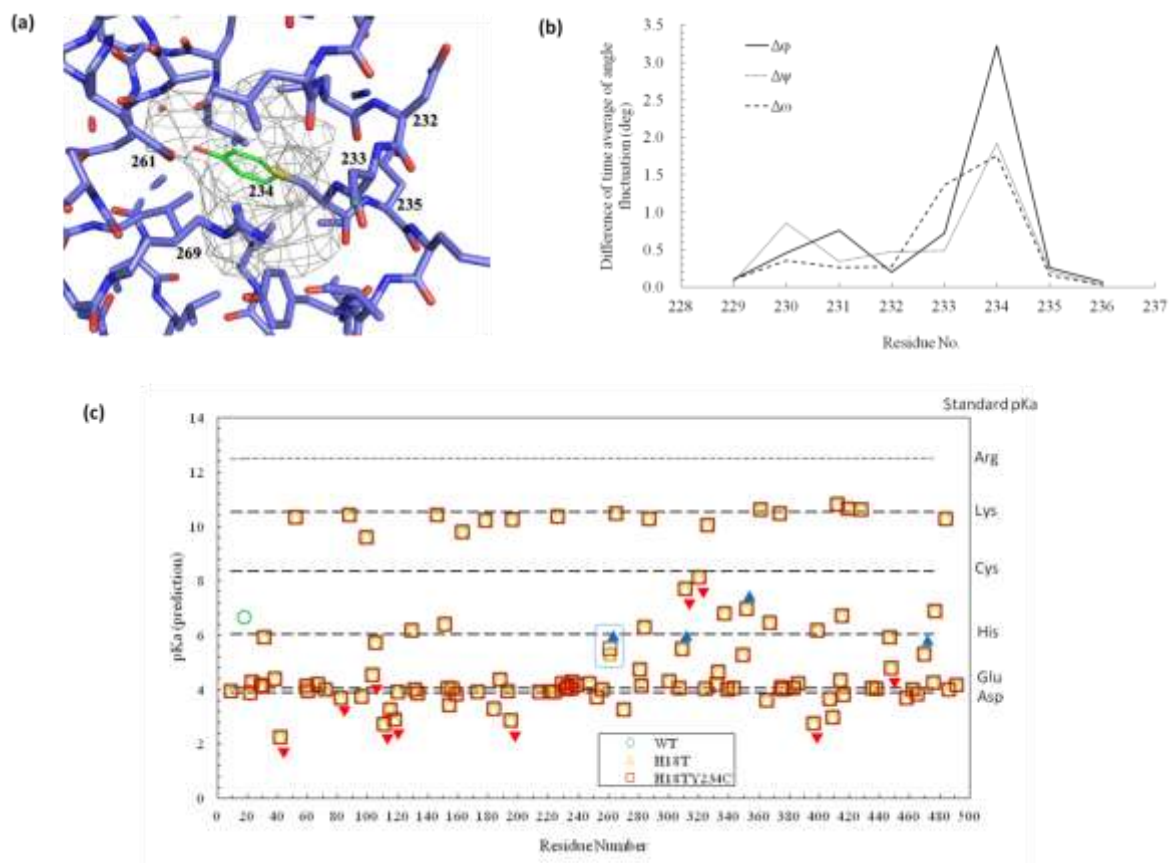 (a)
232
233
261
234
235
269
(b)
Difference of time average of angle
fluctuation (deg)
3.5
3.0
2.5
2.0
1.5
1.0
0.5
0.0
Δφ
Δψ
Δω
228 229 230 231 232 233 234 235 236 237
Residue No.
(c)
Standard pKa
pKa (prediction)
14
12
10
8
6
4
2
0
Arg
Lys
Cys
His
Glu
Asp
WT
H18T
H18TY234C
0 20 40 60 80 100 120 140 160 180 200 220 240 260 280 300 320 340 360 380 400 420 440 460 480 500
Residue Number